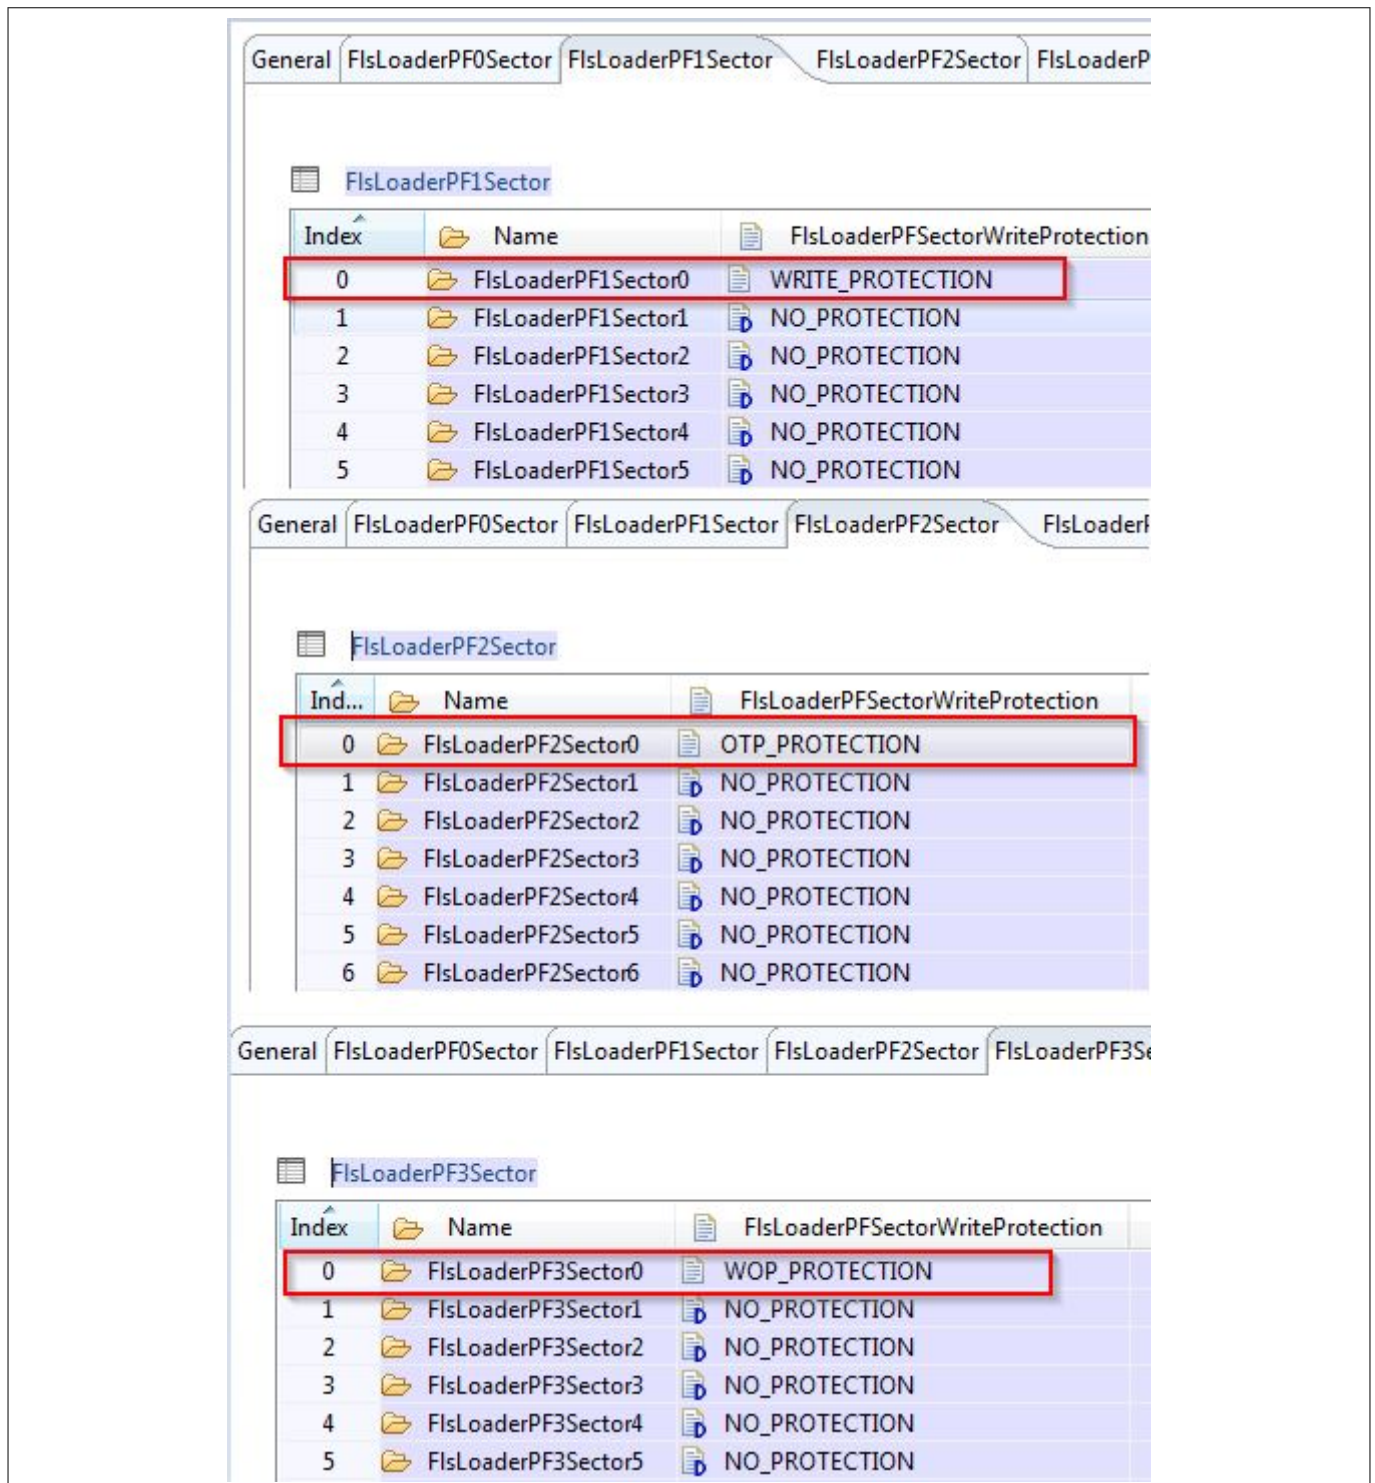 General FlsLoaderPF0Sector FlsLoaderPF1Sector FlsLoaderPF2Sector FlsLoaderP
FlsLoaderPF1Sector
Index Name FlsLoaderPFSectorWriteProtection
0 FlsLoaderPF1Sector0 WRITE_PROTECTION
1 FlsLoaderPF1Sector1 NO_PROTECTION
2 FlsLoaderPF1Sector2 NO_PROTECTION
3 FlsLoaderPF1Sector3 NO_PROTECTION
4 FlsLoaderPF1Sector4 NO_PROTECTION
5 FlsLoaderPF1Sector5 NO_PROTECTION
General FlsLoaderPF0Sector FlsLoaderPF1Sector FlsLoaderPF2Sector FlsLoader
FlsLoaderPF2Sector
Ind... Name FlsLoaderPFSectorWriteProtection
0 FlsLoaderPF2Sector0 OTP_PROTECTION
1 FlsLoaderPF2Sector1 NO_PROTECTION
2 FlsLoaderPF2Sector2 NO_PROTECTION
3 FlsLoaderPF2Sector3 NO_PROTECTION
4 FlsLoaderPF2Sector4 NO_PROTECTION
5 FlsLoaderPF2Sector5 NO_PROTECTION
6 FlsLoaderPF2Sector6 NO_PROTECTION
General FlsLoaderPF0Sector FlsLoaderPF1Sector FlsLoaderPF2Sector FlsLoaderPF3Se
FlsLoaderPF3Sector
Index Name FlsLoaderPFSectorWriteProtection
0 FlsLoaderPF3Sector0 WOP_PROTECTION
1 FlsLoaderPF3Sector1 NO_PROTECTION
2 FlsLoaderPF3Sector2 NO_PROTECTION
3 FlsLoaderPF3Sector3 NO_PROTECTION
4 FlsLoaderPF3Sector4 NO_PROTECTION
5 FlsLoaderPF3Sector5 NO_PROTECTION